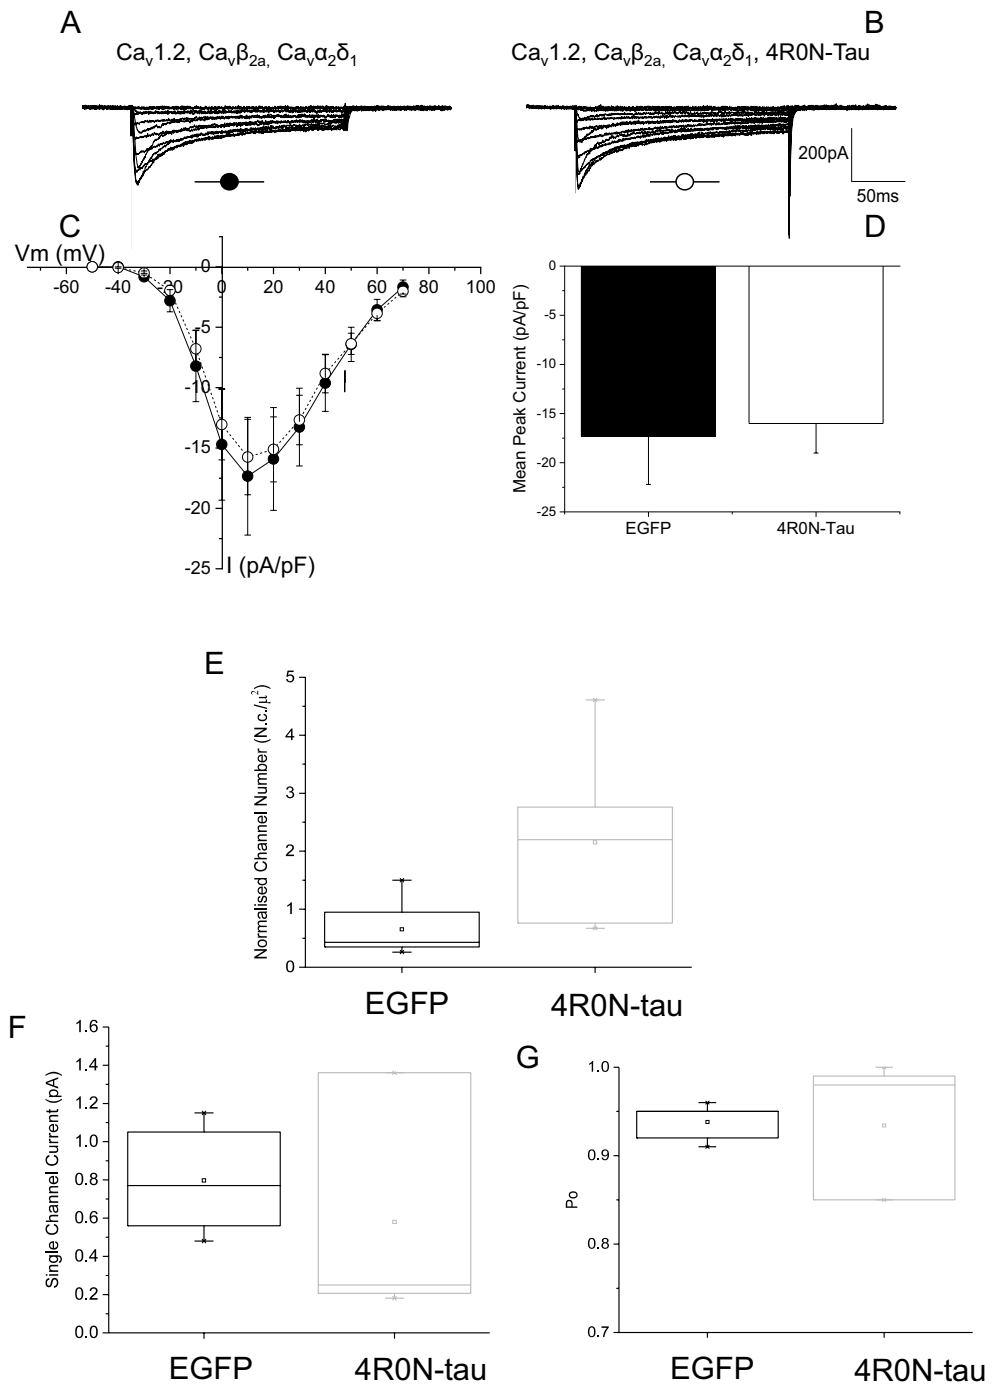 A
B
Caᵥ1.2, Caᵥβ₂ₐ, Caᵥα₂δ₁
Caᵥ1.2, Caᵥβ₂ₐ, Caᵥα₂δ₁, 4R0N-Tau
200pA
50ms
C
D
Vm (mV)
-60 -40 -20 0 20 40 60 80 100
0
-5
-10
-15
-20
-25
I (pA/pF)
Mean Peak Current (pA/pF)
0
-5
-10
-15
-20
-25
EGFP 4R0N-Tau
E
Normalised Channel Number (N.c./μ²)
5
4
3
2
1
0
EGFP 4R0N-tau
F
Single Channel Current (pA)
1.6
1.4
1.2
1.0
0.8
0.6
0.4
0.2
0.0
EGFP 4R0N-tau
G
Po
1.0
0.9
0.8
0.7
EGFP 4R0N-tau